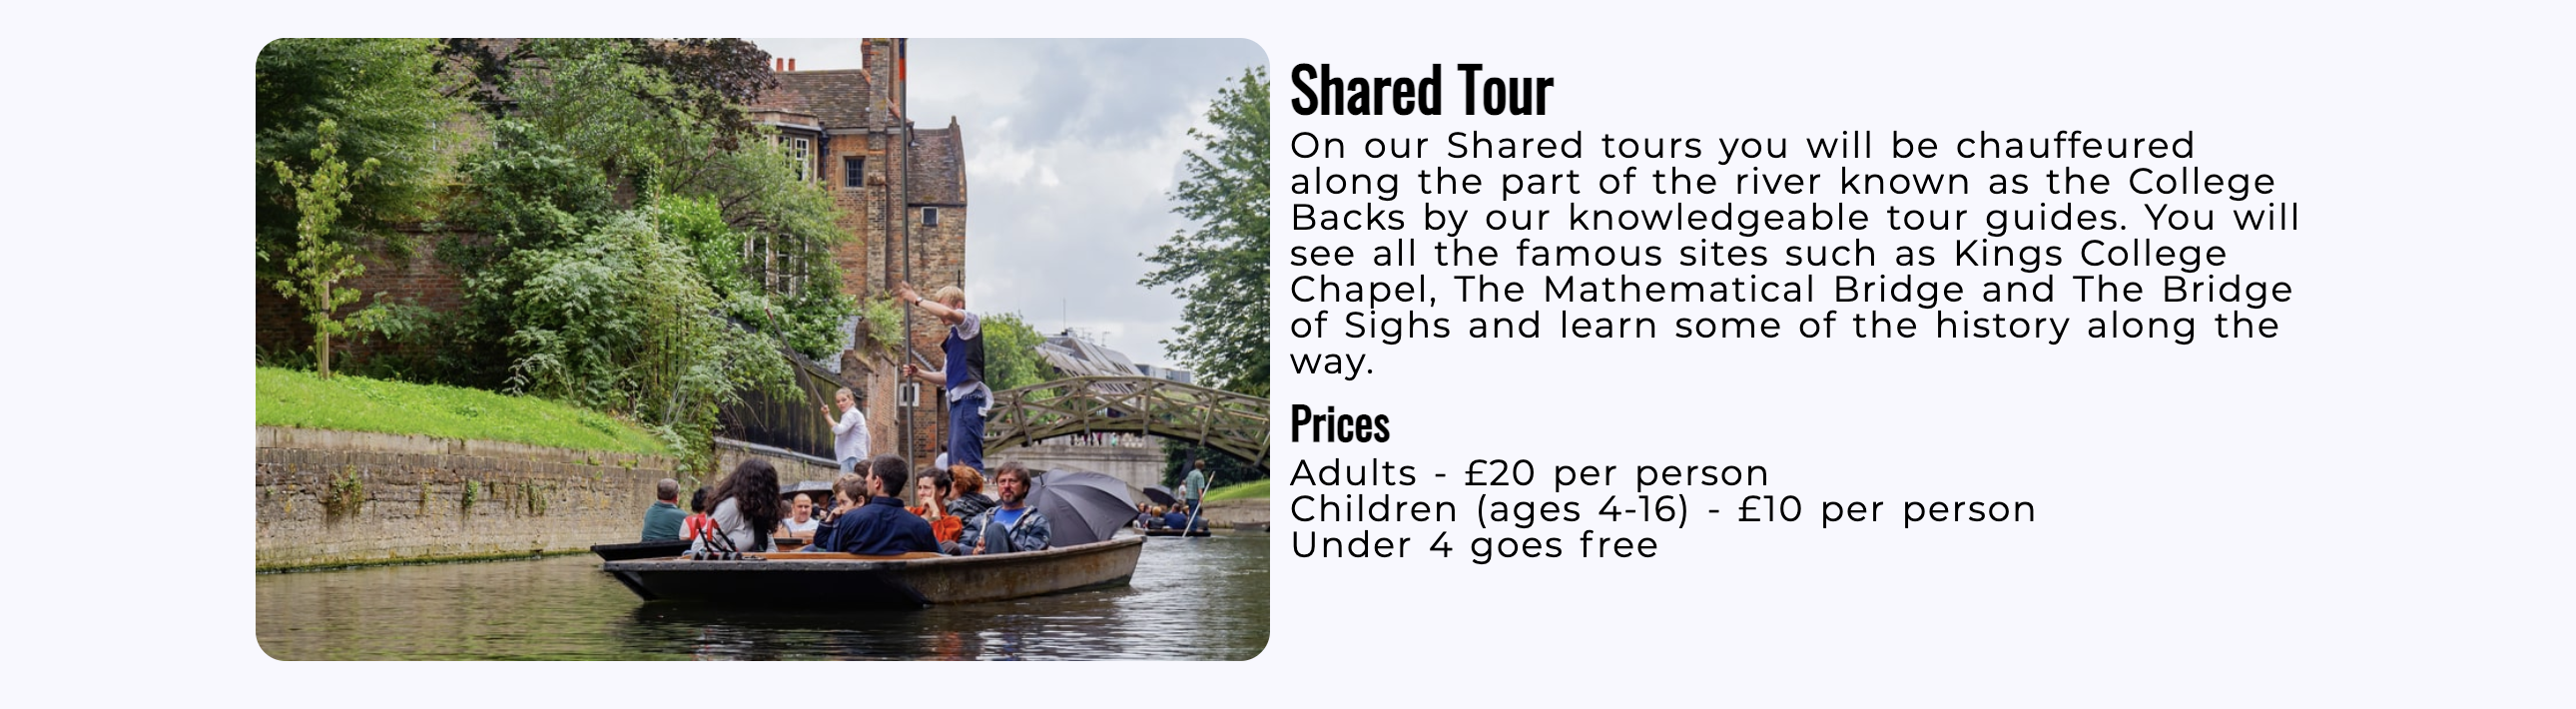 Shared Tour
On our Shared tours you will be chauffeured
along the part of the river known as the College
Backs by our knowledgeable tour guides. You will
see all the famous sites such as Kings College
Chapel, The Mathematical Bridge and The Bridge
of Sighs and learn some of the history along the
way.
Prices
Adults - £20 per person
Children (ages 4-16) - £10 per person
Under 4 goes free